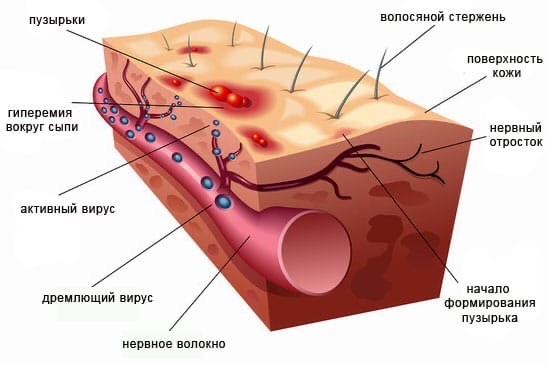 пузырьки
волосяной стержень
поверхность
кожи
гиперемия
вокруг сыпи
нервный
отросток
активный вирус
дремлющий вирус
начало
формирования
пузырька
нервное волокно